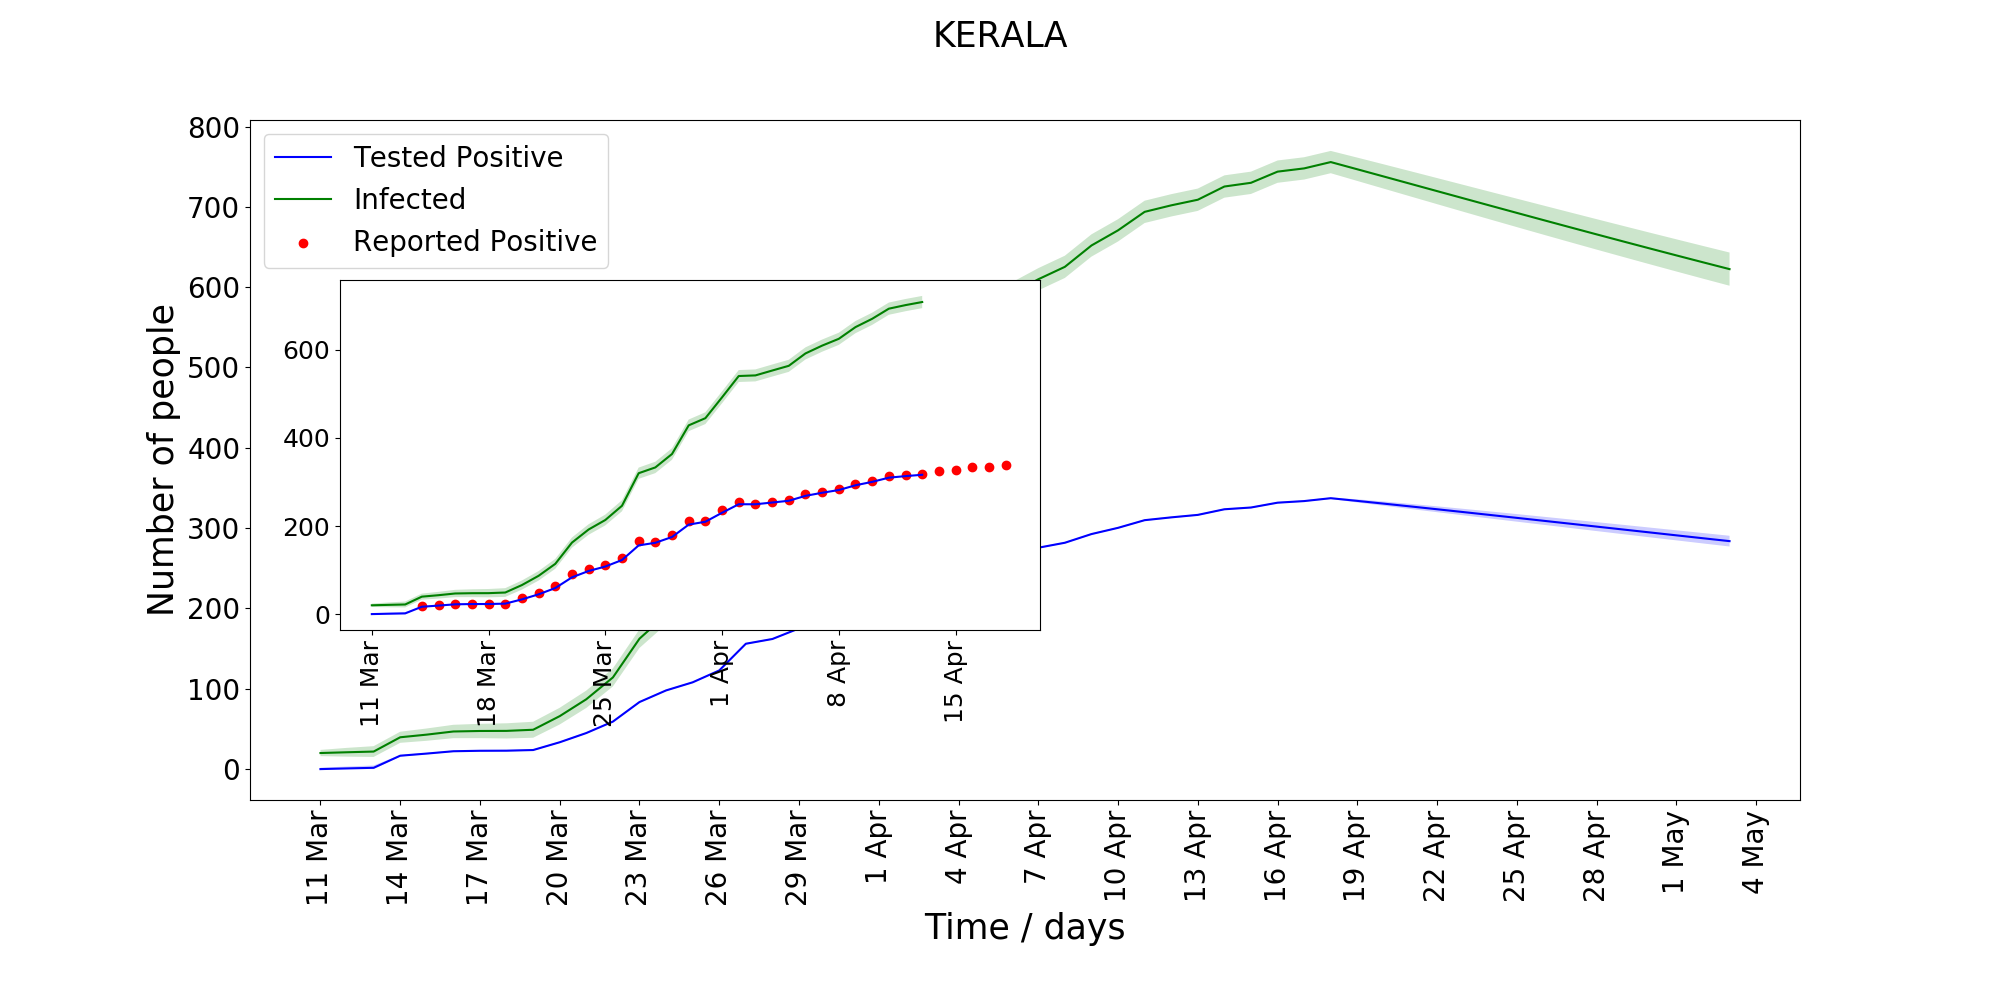 KERALA
Tested Positive
Infected
Reported Positive
Number of people
800
700
600
500
400
300
200
100
0
600
400
200
0
11 Mar
18 Mar
25 Mar
1 Apr
8 Apr
15 Apr
11 Mar
14 Mar
17 Mar
20 Mar
23 Mar
26 Mar
29 Mar
1 Apr
4 Apr
7 Apr
10 Apr
13 Apr
16 Apr
19 Apr
22 Apr
25 Apr
28 Apr
1 May
4 May
Time / days